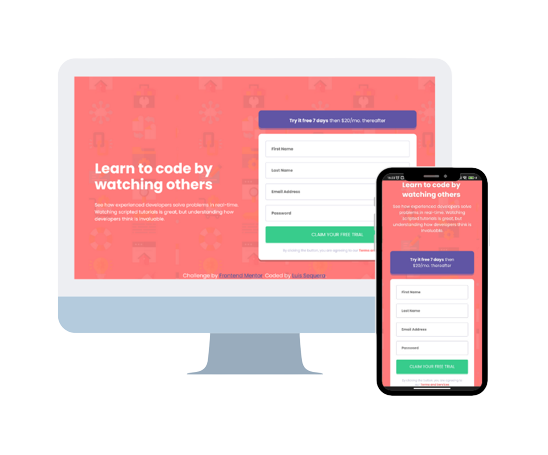 Learn to code by
watching others
See how experienced developers solve problems in real-time.
Watching scripted tutorials is great, but understanding how
developers think is invaluable.
Try it free 7 days then $20/mo. thereafter
First Name
Last Name
Email Address
Password
CLAIM YOUR FREE TRIAL
By clicking the button, you are agreeing to our Terms
Challenge by Frontend Mentor. Coded by
Learn to code by
watching others
See how experienced developers solve
problems in real-time. Watching
scripted tutorials is great, but
understanding how developers think is
invaluable.
Try it free 7 days then
$20/mo. thereafter
First Name
Last Name
Email Address
Password
CLAIM YOUR FREE TRIAL
By clicking the button, you are agreeing to
our Terms and Services